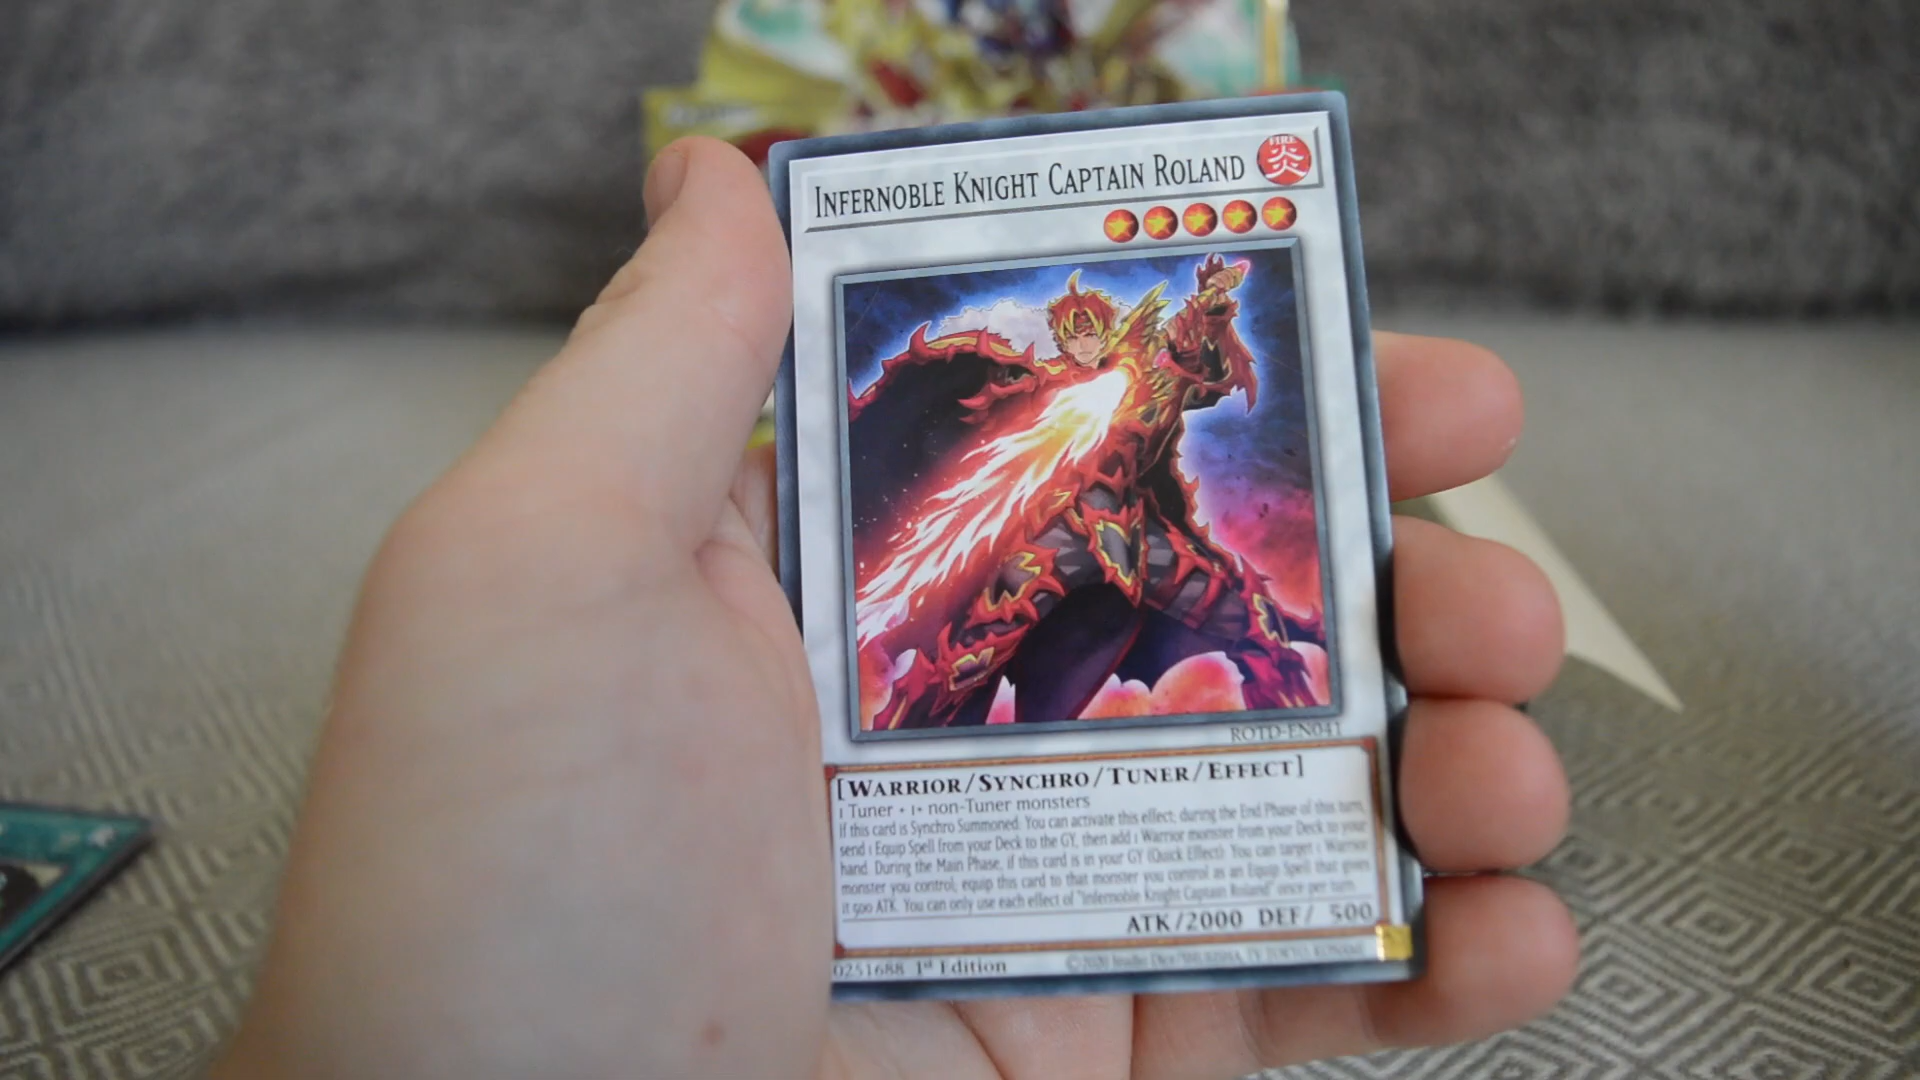 INFERNOBLE KNIGHT CAPTAIN ROLAND
FIRE
炎
ROTD-EN041
[WARRIOR/SYNCHRO/TUNER/EFFECT]
1 Tuner + 1+ non-Tuner monsters
If this card is Synchro Summoned: You can activate this effect; during the End Phase of this turn,
send 1 Equip Spell from your Deck to the GY, then add 1 Warrior monster from your Deck to your
hand. During the Main Phase, if this card is in your GY (Quick Effect): You can target 1 Warrior
monster you control; equip this card to that monster you control as an Equip Spell that gives
it 500 ATK. You can only use each effect of "Infernoble Knight Captain Roland" once per turn.
ATK/2000 DEF/ 500
0251688 1st Edition
©2020 Studio Dice/SHUEISHA, TV TOKYO, KONAMI